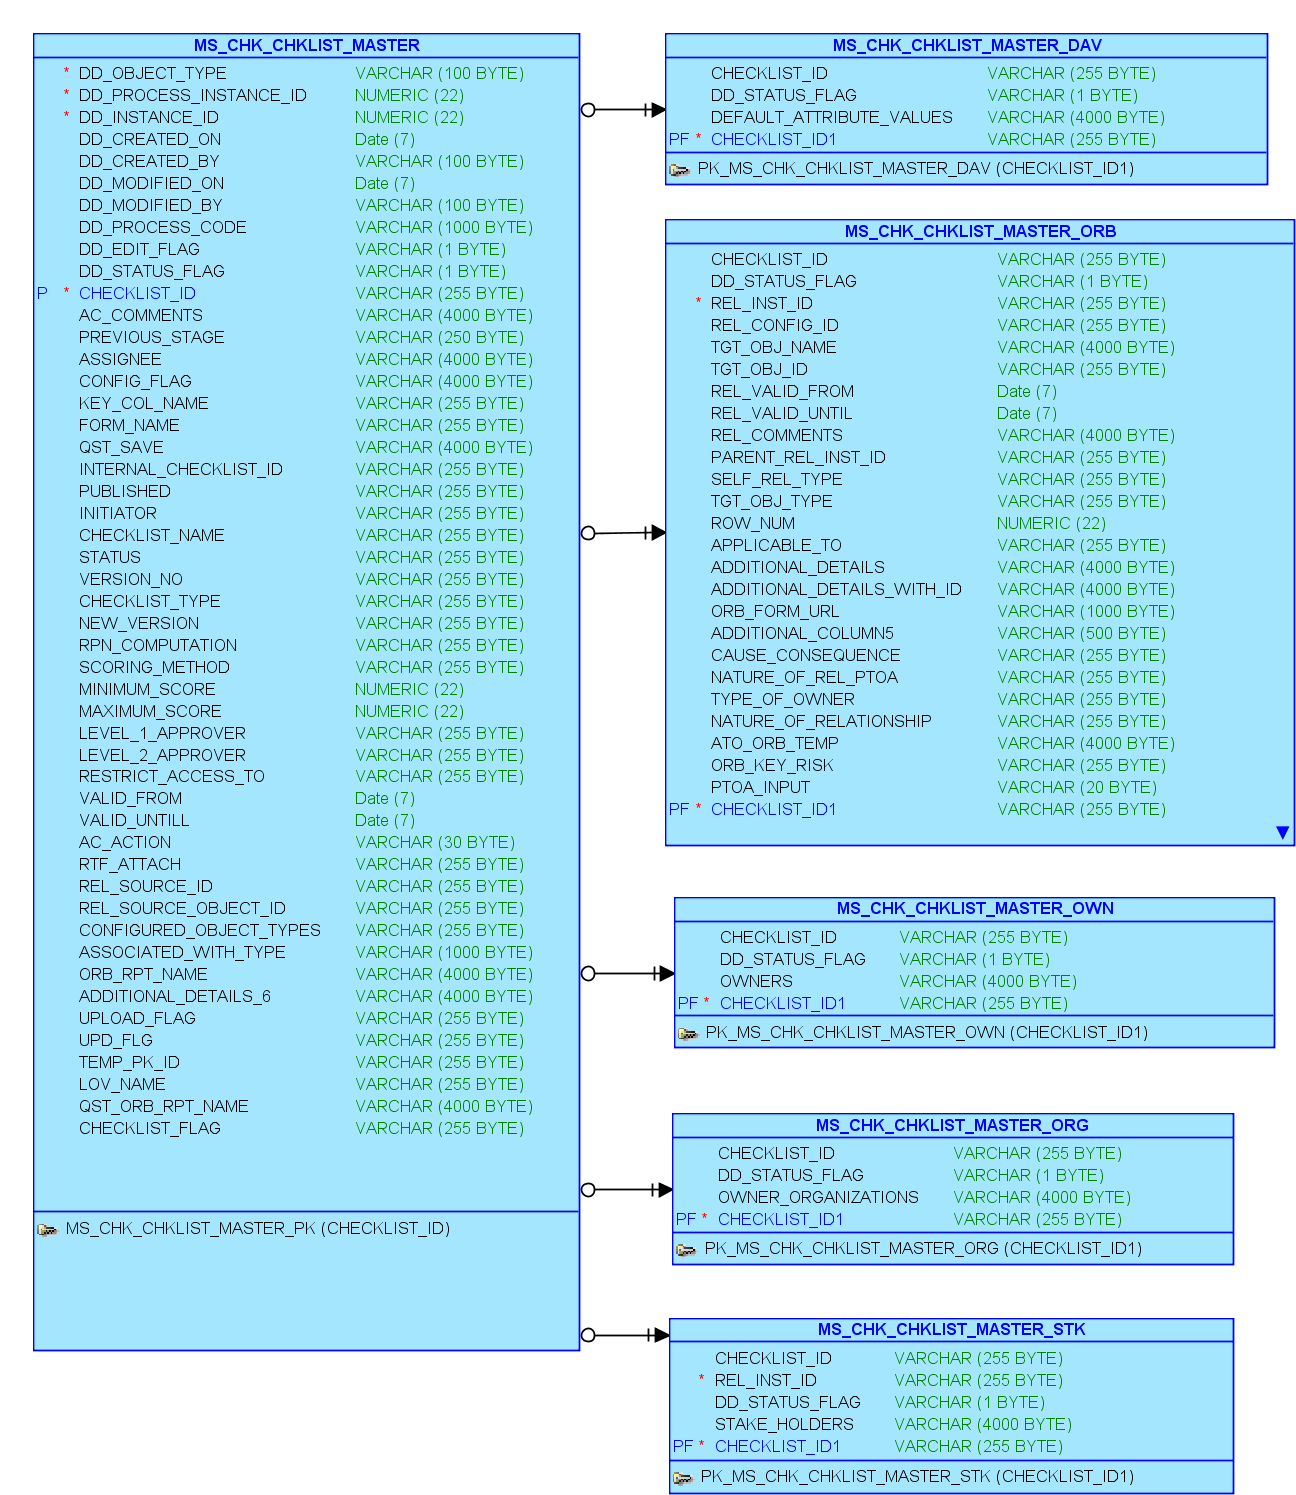 MS_CHK_CHKLIST_MASTER
* DD_OBJECT_TYPE VARCHAR (100 BYTE)
* DD_PROCESS_INSTANCE_ID NUMERIC (22)
* DD_INSTANCE_ID NUMERIC (22)
DD_CREATED_ON Date (7)
DD_CREATED_BY VARCHAR (100 BYTE)
DD_MODIFIED_ON Date (7)
DD_MODIFIED_BY VARCHAR (100 BYTE)
DD_PROCESS_CODE VARCHAR (1000 BYTE)
DD_EDIT_FLAG VARCHAR (1 BYTE)
DD_STATUS_FLAG VARCHAR (1 BYTE)
P * CHECKLIST_ID VARCHAR (255 BYTE)
AC_COMMENTS VARCHAR (4000 BYTE)
PREVIOUS_STAGE VARCHAR (250 BYTE)
ASSIGNEE VARCHAR (4000 BYTE)
CONFIG_FLAG VARCHAR (4000 BYTE)
KEY_COL_NAME VARCHAR (255 BYTE)
FORM_NAME VARCHAR (255 BYTE)
QST_SAVE VARCHAR (4000 BYTE)
INTERNAL_CHECKLIST_ID VARCHAR (255 BYTE)
PUBLISHED VARCHAR (255 BYTE)
INITIATOR VARCHAR (255 BYTE)
CHECKLIST_NAME VARCHAR (255 BYTE)
STATUS VARCHAR (255 BYTE)
VERSION_NO VARCHAR (255 BYTE)
CHECKLIST_TYPE VARCHAR (255 BYTE)
NEW_VERSION VARCHAR (255 BYTE)
RPN_COMPUTATION VARCHAR (255 BYTE)
SCORING_METHOD VARCHAR (255 BYTE)
MINIMUM_SCORE NUMERIC (22)
MAXIMUM_SCORE NUMERIC (22)
LEVEL_1_APPROVER VARCHAR (255 BYTE)
LEVEL_2_APPROVER VARCHAR (255 BYTE)
RESTRICT_ACCESS_TO VARCHAR (255 BYTE)
VALID_FROM Date (7)
VALID_UNTILL Date (7)
AC_ACTION VARCHAR (30 BYTE)
RTF_ATTACH VARCHAR (255 BYTE)
REL_SOURCE_ID VARCHAR (255 BYTE)
REL_SOURCE_OBJECT_ID VARCHAR (255 BYTE)
CONFIGURED_OBJECT_TYPES VARCHAR (255 BYTE)
ASSOCIATED_WITH_TYPE VARCHAR (1000 BYTE)
ORB_RPT_NAME VARCHAR (4000 BYTE)
ADDITIONAL_DETAILS_6 VARCHAR (4000 BYTE)
UPLOAD_FLAG VARCHAR (255 BYTE)
UPD_FLG VARCHAR (255 BYTE)
TEMP_PK_ID VARCHAR (255 BYTE)
LOV_NAME VARCHAR (255 BYTE)
QST_ORB_RPT_NAME VARCHAR (4000 BYTE)
CHECKLIST_FLAG VARCHAR (255 BYTE)
MS_CHK_CHKLIST_MASTER_PK (CHECKLIST_ID)
MS_CHK_CHKLIST_MASTER_DAV
CHECKLIST_ID VARCHAR (255 BYTE)
DD_STATUS_FLAG VARCHAR (1 BYTE)
DEFAULT_ATTRIBUTE_VALUES VARCHAR (4000 BYTE)
PF * CHECKLIST_ID1 VARCHAR (255 BYTE)
PK_MS_CHK_CHKLIST_MASTER_DAV (CHECKLIST_ID1)
MS_CHK_CHKLIST_MASTER_ORB
CHECKLIST_ID VARCHAR (255 BYTE)
DD_STATUS_FLAG VARCHAR (1 BYTE)
* REL_INST_ID VARCHAR (255 BYTE)
REL_CONFIG_ID VARCHAR (255 BYTE)
TGT_OBJ_NAME VARCHAR (4000 BYTE)
TGT_OBJ_ID VARCHAR (255 BYTE)
REL_VALID_FROM Date (7)
REL_VALID_UNTIL Date (7)
REL_COMMENTS VARCHAR (4000 BYTE)
PARENT_REL_INST_ID VARCHAR (255 BYTE)
SELF_REL_TYPE VARCHAR (255 BYTE)
TGT_OBJ_TYPE VARCHAR (255 BYTE)
ROW_NUM NUMERIC (22)
APPLICABLE_TO VARCHAR (255 BYTE)
ADDITIONAL_DETAILS VARCHAR (4000 BYTE)
ADDITIONAL_DETAILS_WITH_ID VARCHAR (4000 BYTE)
ORB_FORM_URL VARCHAR (1000 BYTE)
ADDITIONAL_COLUMN5 VARCHAR (500 BYTE)
CAUSE_CONSEQUENCE VARCHAR (255 BYTE)
NATURE_OF_REL_PTOA VARCHAR (255 BYTE)
TYPE_OF_OWNER VARCHAR (255 BYTE)
NATURE_OF_RELATIONSHIP VARCHAR (255 BYTE)
ATO_ORB_TEMP VARCHAR (4000 BYTE)
ORB_KEY_RISK VARCHAR (255 BYTE)
PTOA_INPUT VARCHAR (20 BYTE)
PF * CHECKLIST_ID1 VARCHAR (255 BYTE)
MS_CHK_CHKLIST_MASTER_OWN
CHECKLIST_ID VARCHAR (255 BYTE)
DD_STATUS_FLAG VARCHAR (1 BYTE)
OWNERS VARCHAR (4000 BYTE)
PF * CHECKLIST_ID1 VARCHAR (255 BYTE)
PK_MS_CHK_CHKLIST_MASTER_OWN (CHECKLIST_ID1)
MS_CHK_CHKLIST_MASTER_ORG
CHECKLIST_ID VARCHAR (255 BYTE)
DD_STATUS_FLAG VARCHAR (1 BYTE)
OWNER_ORGANIZATIONS VARCHAR (4000 BYTE)
PF * CHECKLIST_ID1 VARCHAR (255 BYTE)
PK_MS_CHK_CHKLIST_MASTER_ORG (CHECKLIST_ID1)
MS_CHK_CHKLIST_MASTER_STK
CHECKLIST_ID VARCHAR (255 BYTE)
* REL_INST_ID VARCHAR (255 BYTE)
DD_STATUS_FLAG VARCHAR (1 BYTE)
STAKE_HOLDERS VARCHAR (4000 BYTE)
PF * CHECKLIST_ID1 VARCHAR (255 BYTE)
PK_MS_CHK_CHKLIST_MASTER_STK (CHECKLIST_ID1)